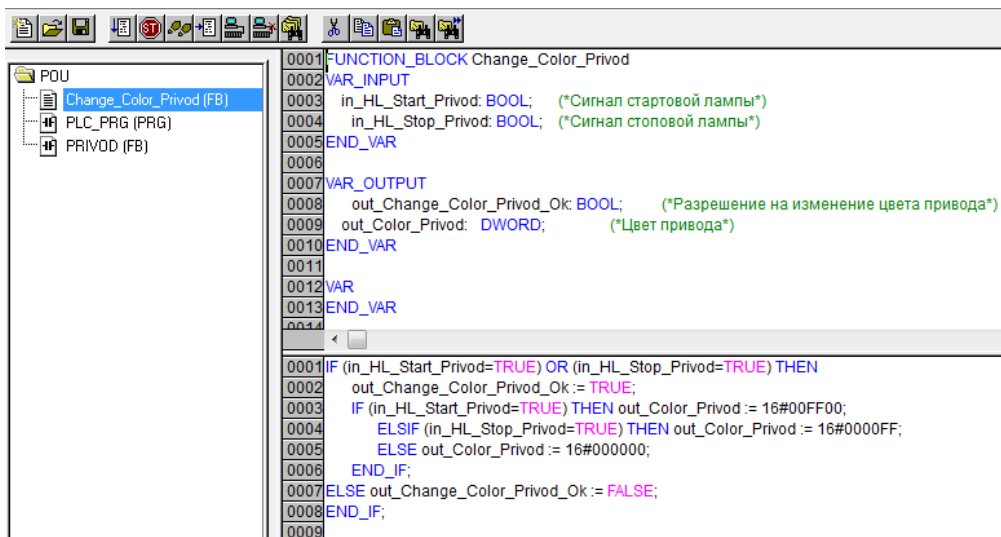 POU
Change_Color_Privod (FB)
PLC_PRG (PRG)
PRIVOD (FB)
0001 FUNCTION_BLOCK Change_Color_Privod
0002 VAR_INPUT
0003 in_HL_Start_Privod: BOOL; (*Сигнал стартовой лампы*)
0004 in_HL_Stop_Privod: BOOL; (*Сигнал стоповой лампы*)
0005 END_VAR
0006
0007 VAR_OUTPUT
0008 out_Change_Color_Privod_Ok: BOOL; (*Разрешение на изменение цвета привода*)
0009 out_Color_Privod: DWORD; (*Цвет привода*)
0010 END_VAR
0011
0012 VAR
0013 END_VAR
0014
0001 IF (in_HL_Start_Privod=TRUE) OR (in_HL_Stop_Privod=TRUE) THEN
0002 out_Change_Color_Privod_Ok := TRUE;
0003 IF (in_HL_Start_Privod=TRUE) THEN out_Color_Privod := 16#00FF00;
0004 ELSIF (in_HL_Stop_Privod=TRUE) THEN out_Color_Privod := 16#0000FF;
0005 ELSE out_Color_Privod := 16#000000;
0006 END_IF;
0007 ELSE out_Change_Color_Privod_Ok := FALSE;
0008 END_IF;
0009